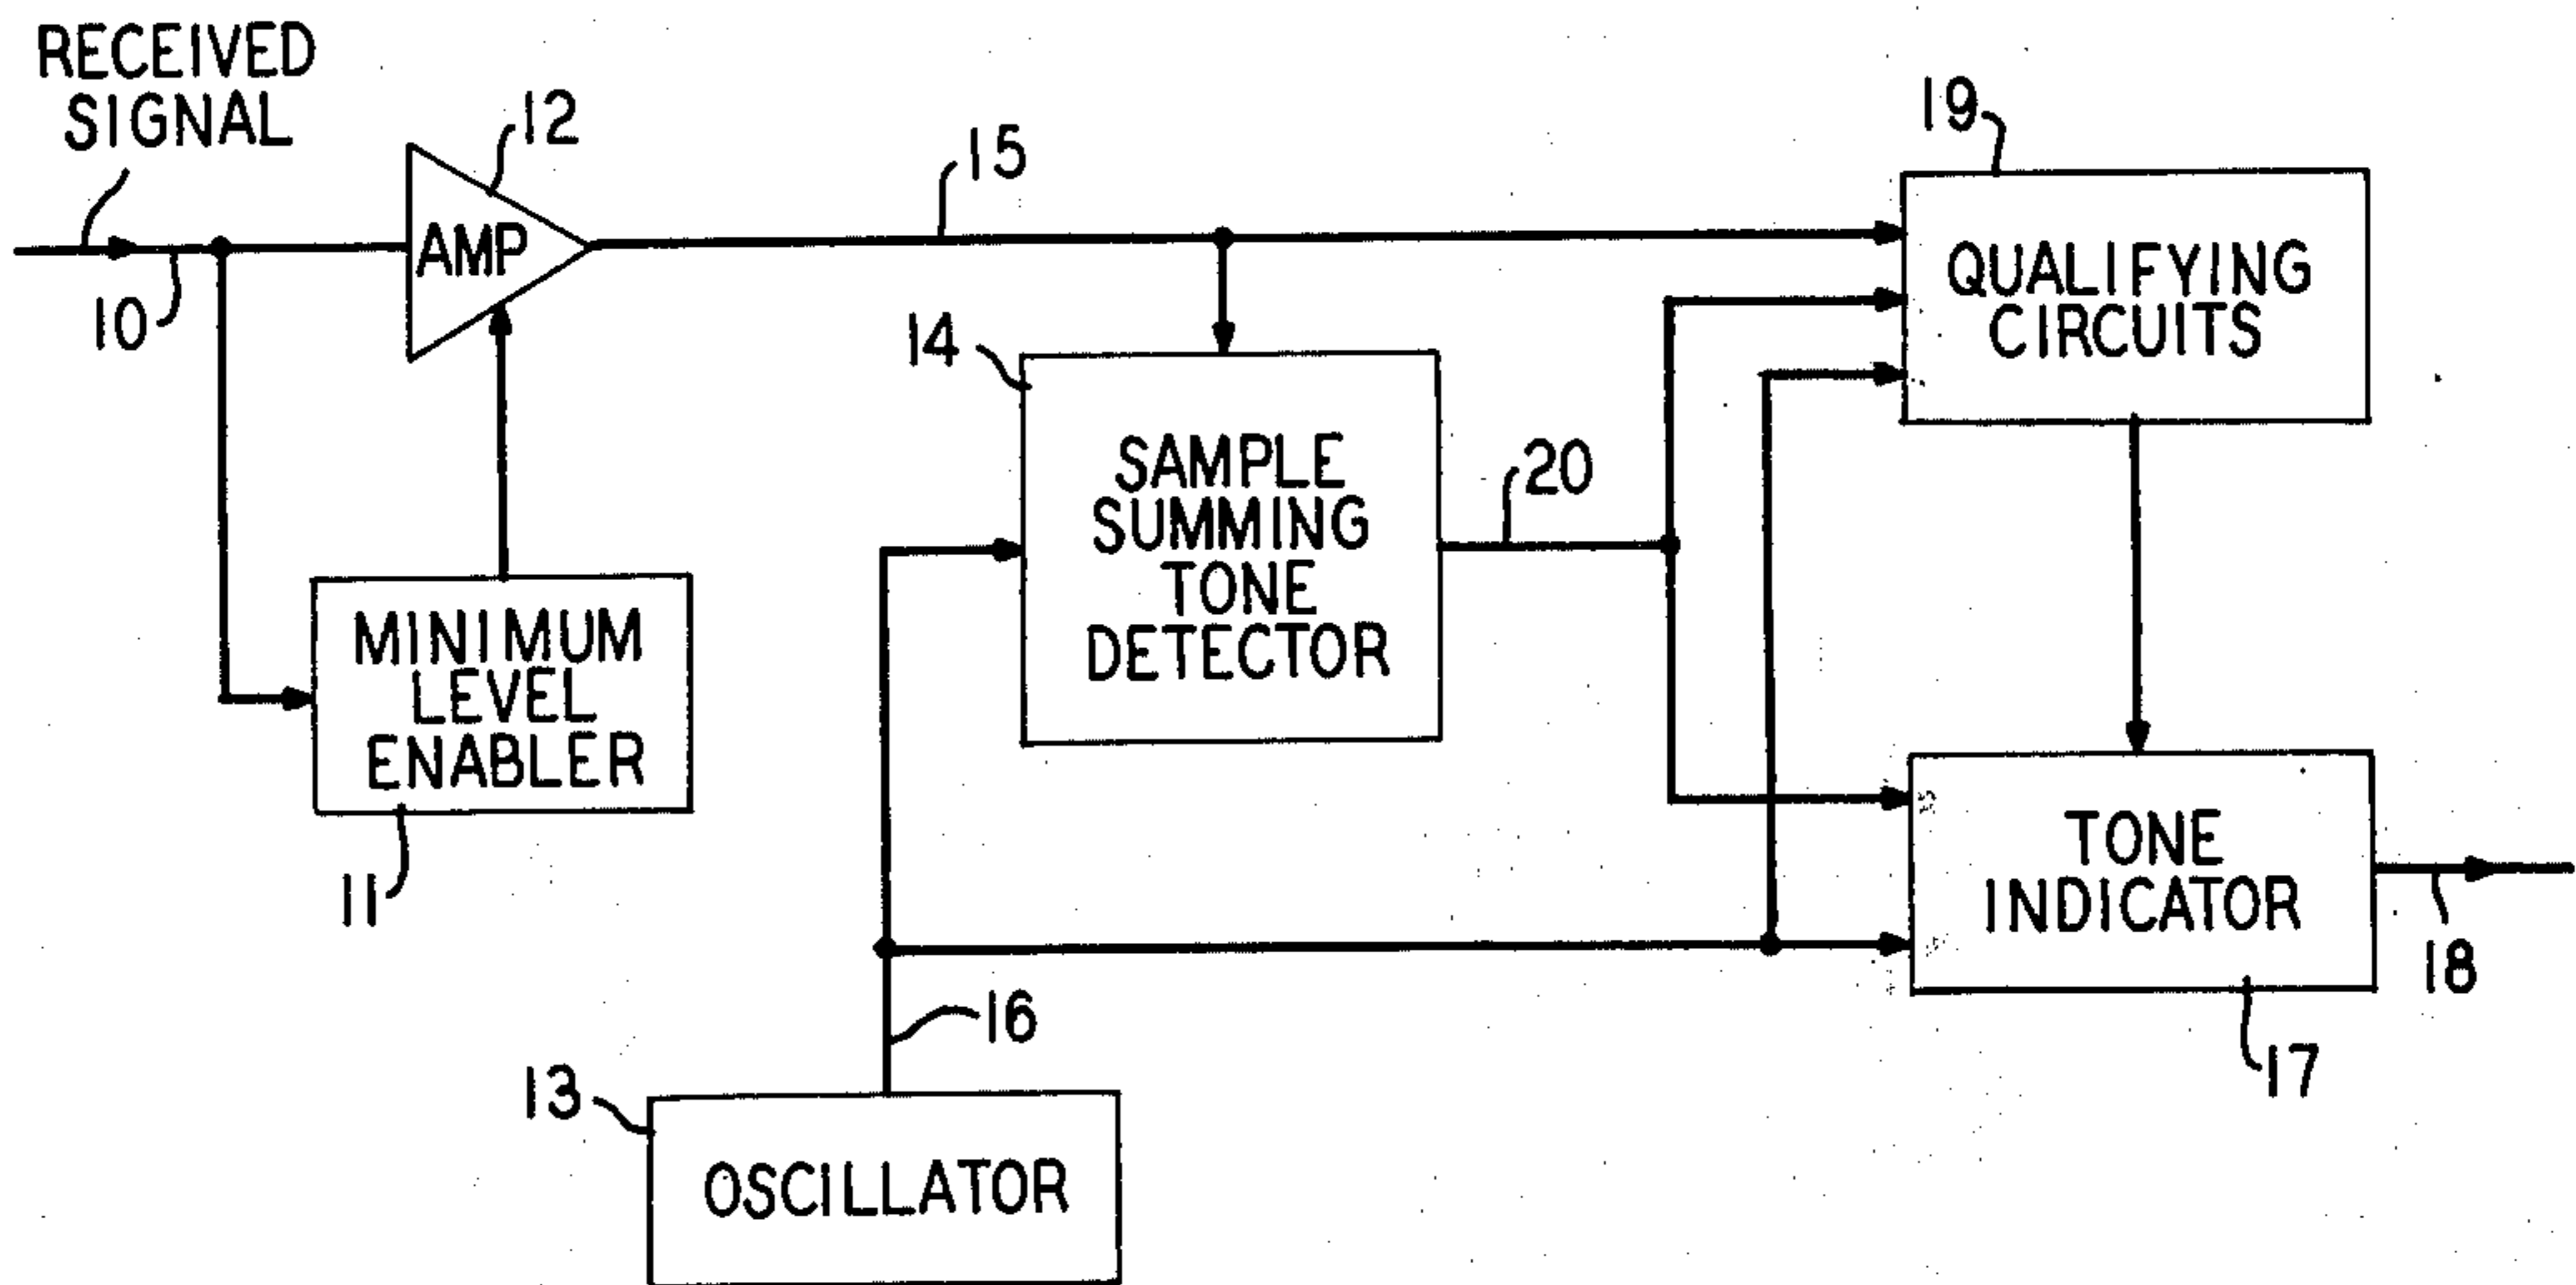 RECEIVED
SIGNAL
12
AMP
10
15
19
QUALIFYING
CIRCUITS
14
SAMPLE
SUMMING
TONE
DETECTOR
20
MINIMUM
LEVEL
ENABLER
11
TONE
INDICATOR
18
17
16
13
OSCILLATOR